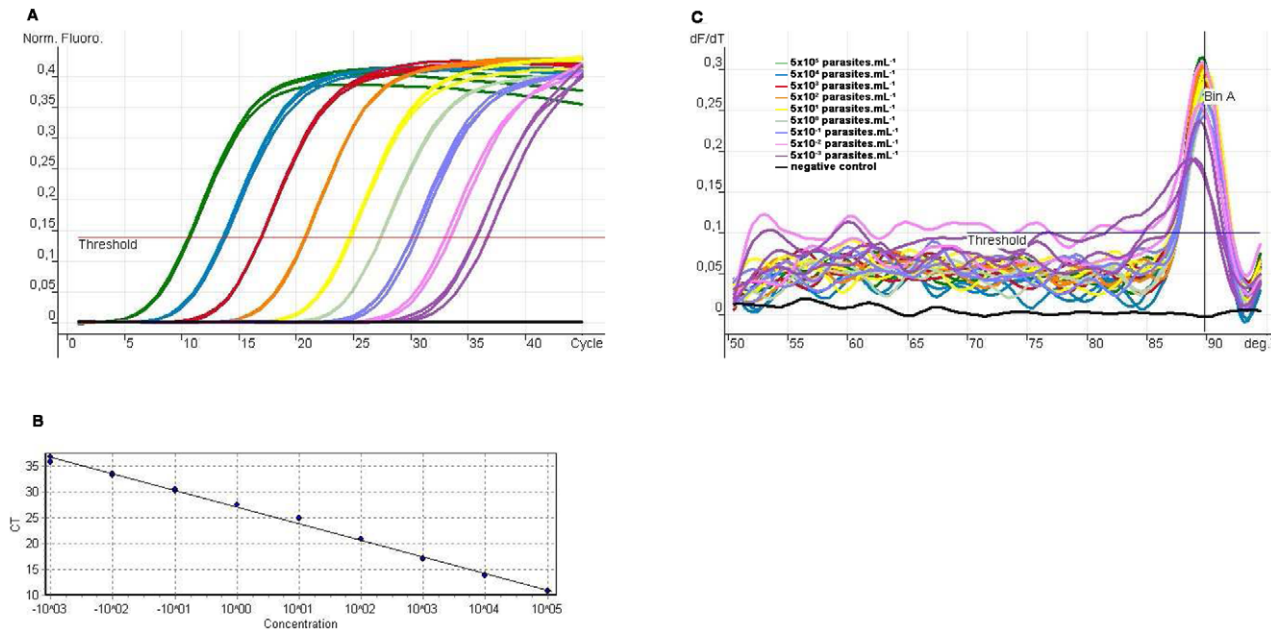 A
Norm. Fluoro.
0,4
0,35
0,3
0,25
0,2
0,15
Threshold
0,1
0,05
0
0 5 10 15 20 25 30 35 40 Cycle
C
dF/dT
0,3
0,25
0,2
0,15
0,1
0,05
0
5x10⁵ parasites.mL⁻¹
5x10⁴ parasites.mL⁻¹
5x10³ parasites.mL⁻¹
5x10² parasites.mL⁻¹
5x10¹ parasites.mL⁻¹
5x10⁰ parasites.mL⁻¹
5x10⁻¹ parasites.mL⁻¹
5x10⁻² parasites.mL⁻¹
5x10⁻³ parasites.mL⁻¹
negative control
Bin A
Threshold
50 55 60 65 70 75 80 85 90 deg.
B
CT
35
30
25
20
15
10
-10^03 -10^02 -10^01 10^00 10^01 10^02 10^03 10^04 10^05
Concentration